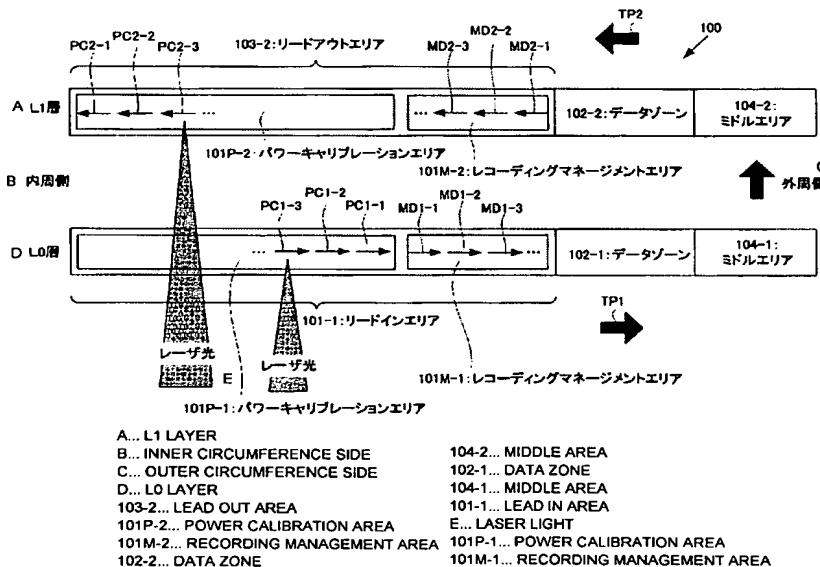 PC2-1
PC2-2
PC2-3
103-2:リードアウトエリア
MD2-3
MD2-2
MD2-1
TP2
100
A L1層
102-2:データゾーン
104-2:
ミドルエリア
101P-2:パワーキャリブレーションエリア
101M-2:レコーディングマネージメントエリア
B 内周側
C
外周側
PC1-3
PC1-2
PC1-1
MD1-1
MD1-2
MD1-3
D L0層
102-1:データゾーン
104-1:
ミドルエリア
101-1:リードインエリア
TP1
レーザ光
E
レーザ光
101M-1:レコーディングマネージメントエリア
101P-1:パワーキャリブレーションエリア
A... L1 LAYER
B... INNER CIRCUMFERENCE SIDE
C... OUTER CIRCUMFERENCE SIDE
D... L0 LAYER
103-2... LEAD OUT AREA
101P-2... POWER CALIBRATION AREA
101M-2... RECORDING MANAGEMENT AREA
102-2... DATA ZONE
104-2... MIDDLE AREA
102-1... DATA ZONE
104-1... MIDDLE AREA
101-1... LEAD IN AREA
E... LASER LIGHT
101P-1... POWER CALIBRATION AREA
101M-1... RECORDING MANAGEMENT AREA